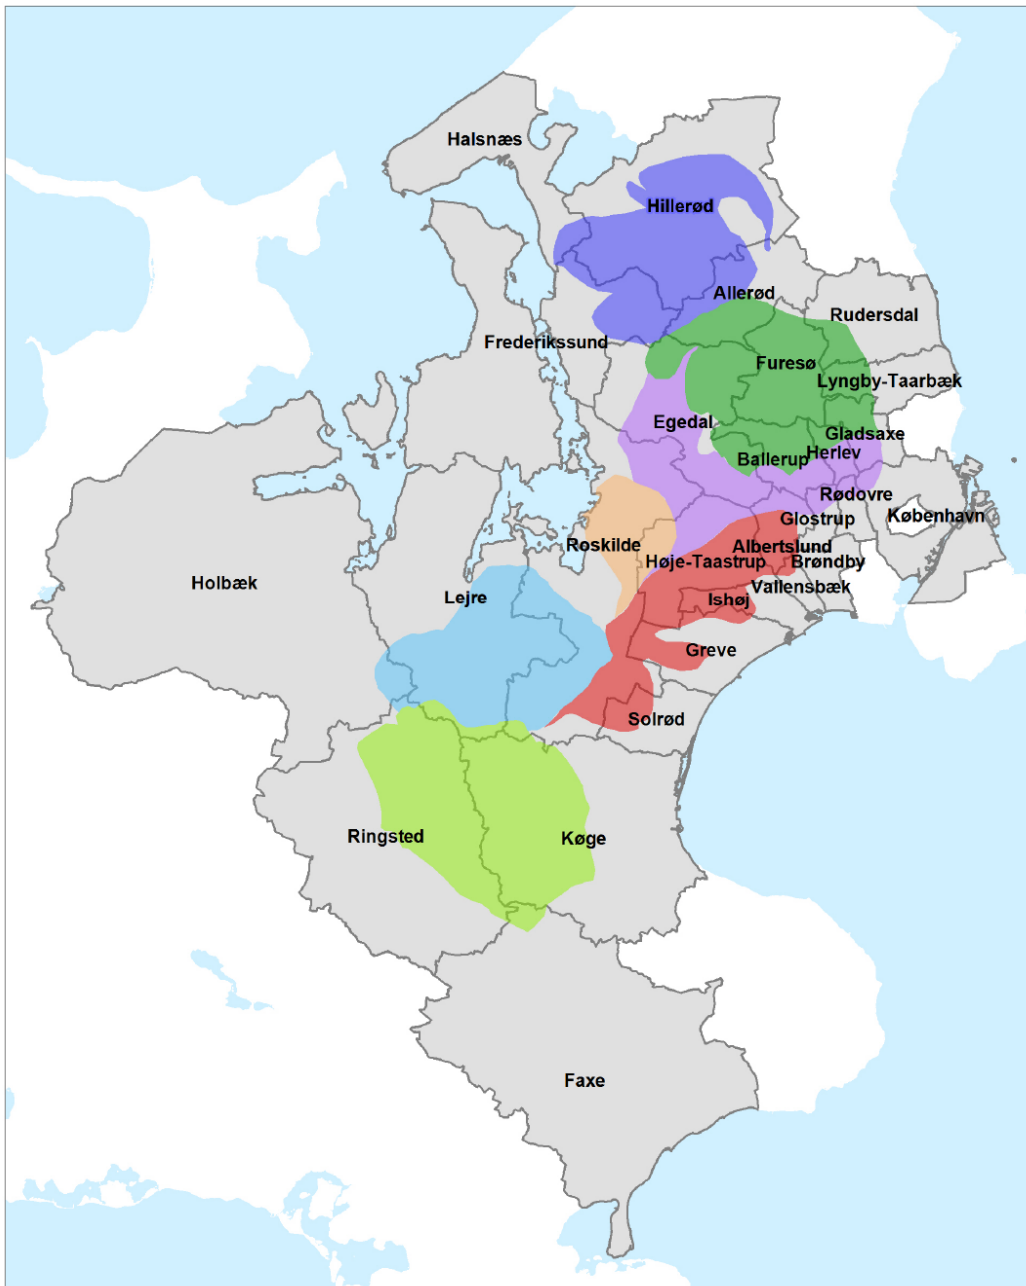 Halsnæs
Hillerød
Allerød
Rudersdal
Frederikssund
Furesø
Lyngby-Taarbæk
Egedal
Gladsaxe
Ballerup
Herlev
Rødovre
København
Glostrup
Roskilde
Albertslund
Høje-Taastrup
Brøndby
Holbæk
Vallensbæk
Lejre
Ishøj
Greve
Solrød
Ringsted
Køge
Faxe